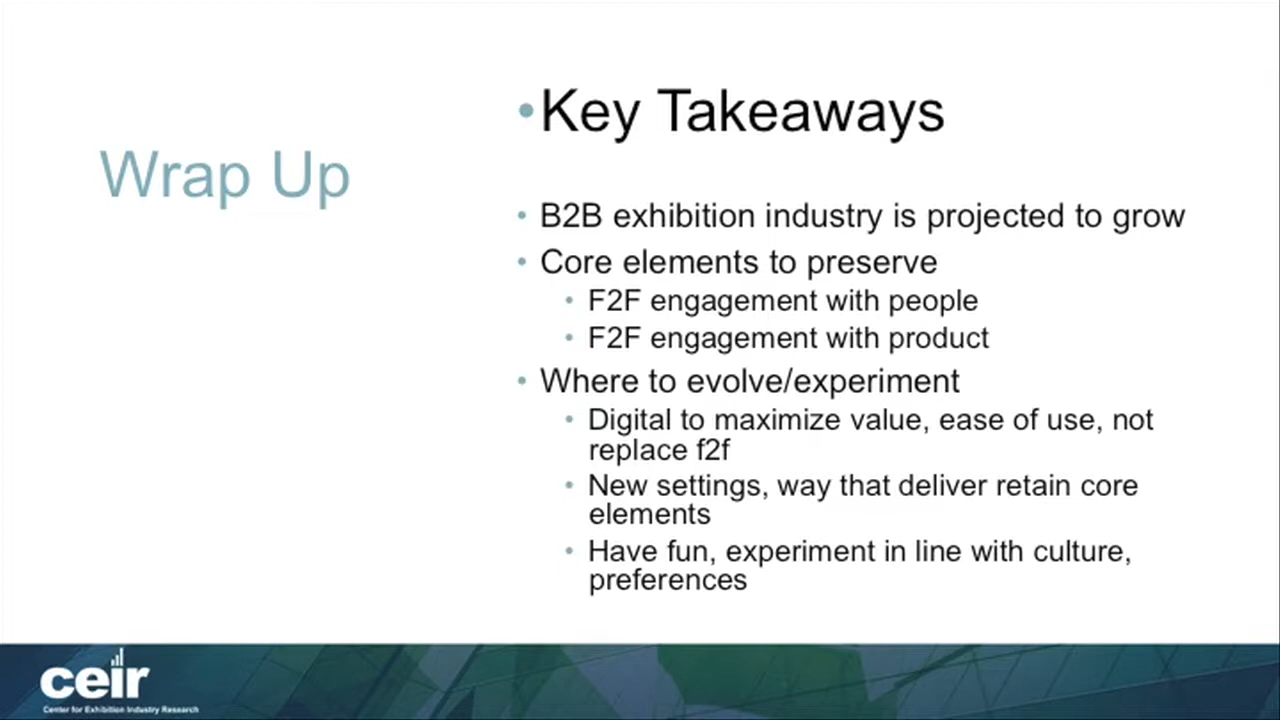 Wrap Up
•Key Takeaways
• B2B exhibition industry is projected to grow
• Core elements to preserve
• F2F engagement with people
• F2F engagement with product
• Where to evolve/experiment
• Digital to maximize value, ease of use, not
replace f2f
• New settings, way that deliver retain core
elements
• Have fun, experiment in line with culture,
preferences
ceir
Center for Exhibition Industry Research